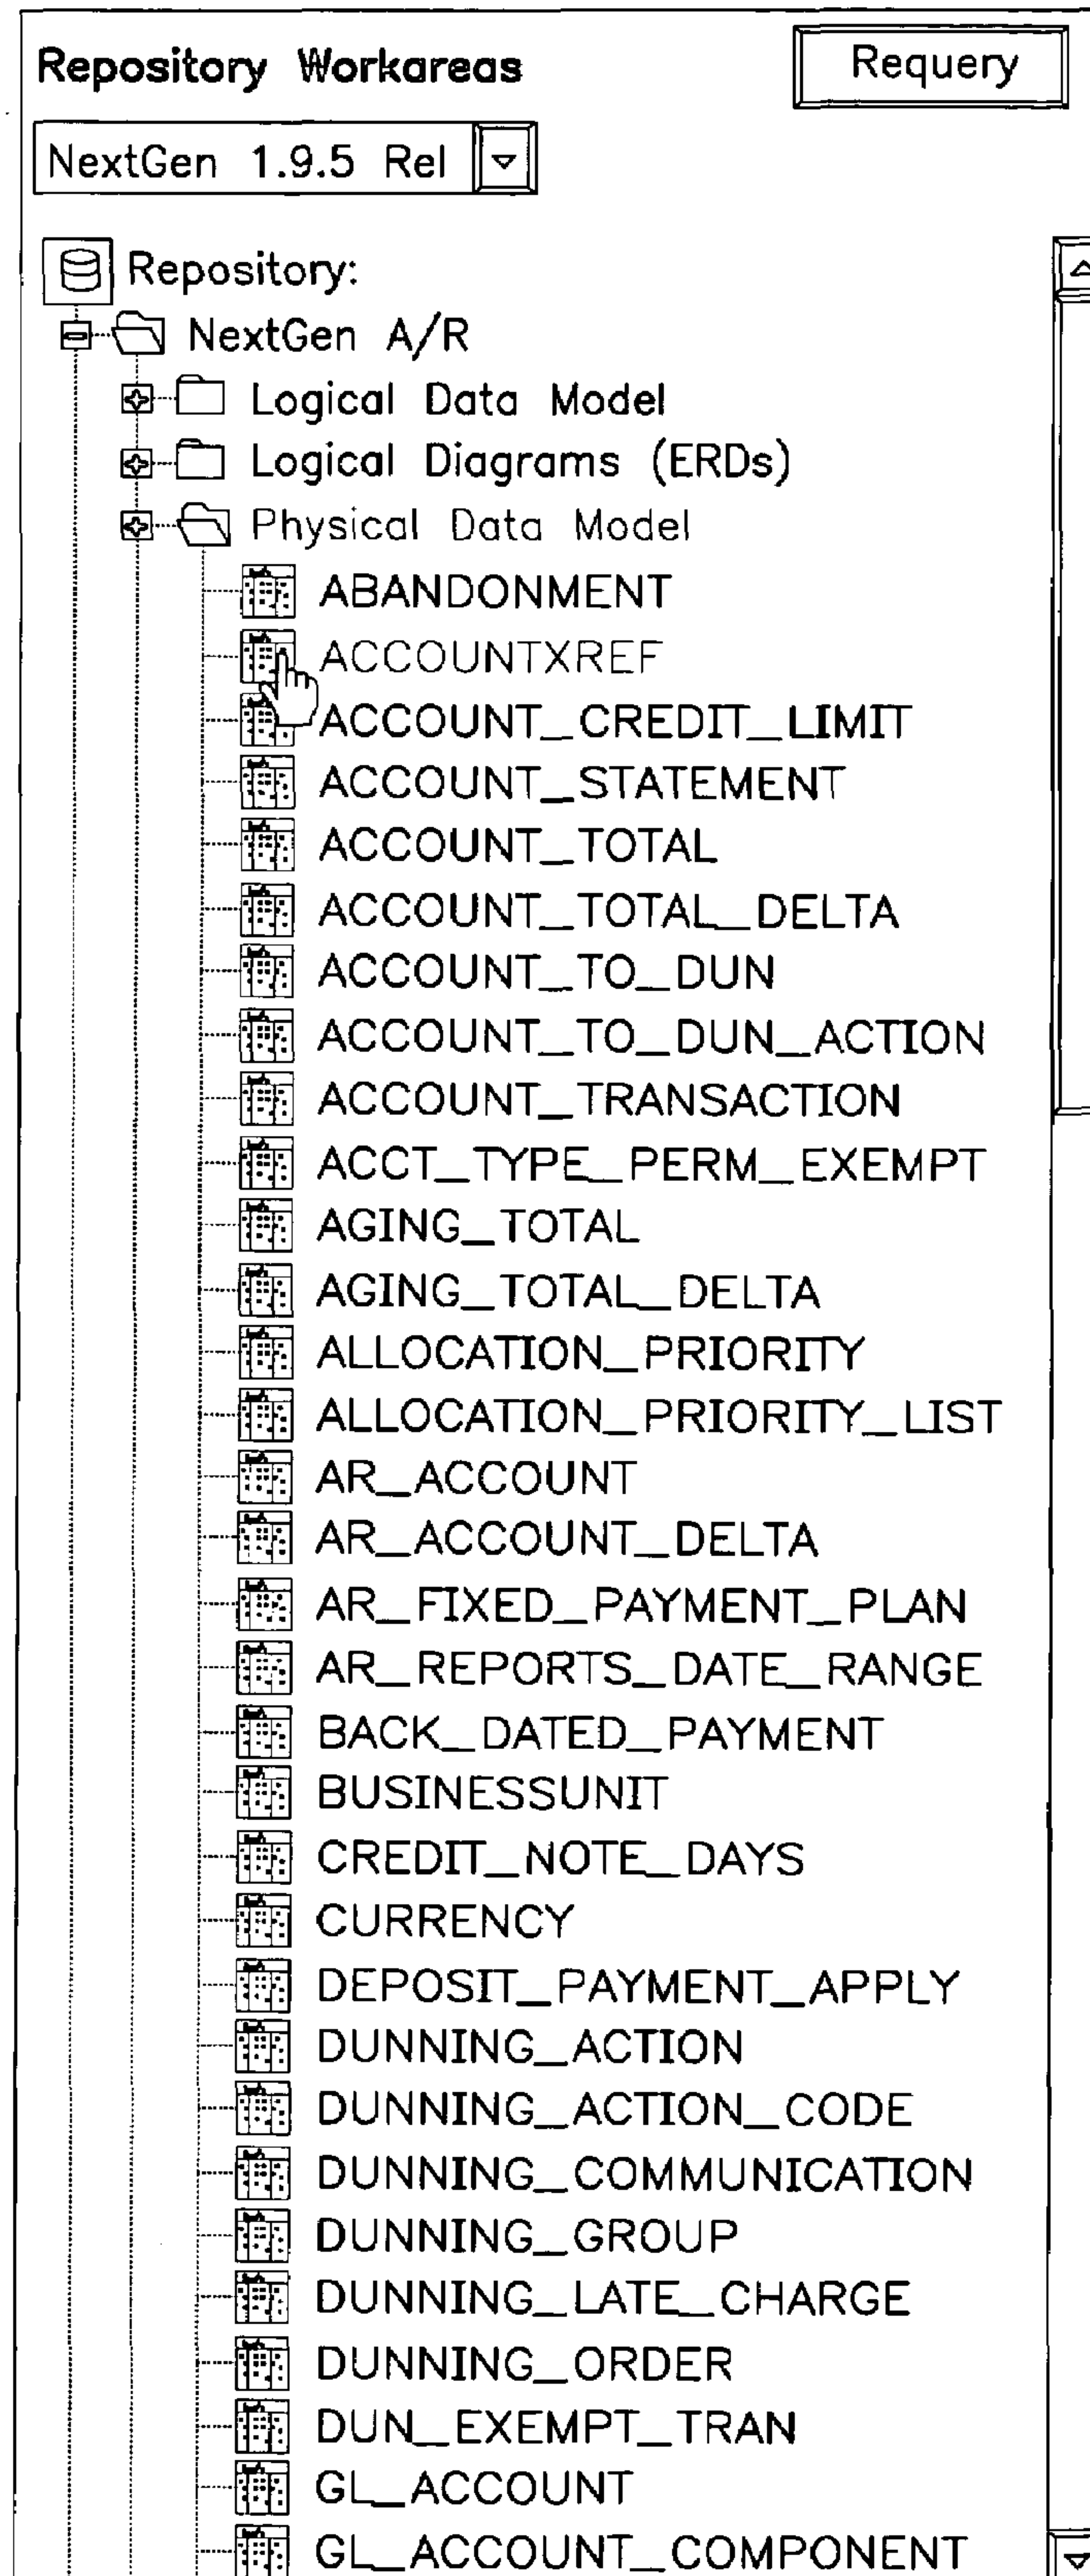 Repository Workareas
Requery
NextGen 1.9.5 Rel
Repository:
NextGen A/R
Logical Data Model
Logical Diagrams (ERDs)
Physical Data Model
ABANDONMENT
ACCOUNTXREF
ACCOUNT_CREDIT_LIMIT
ACCOUNT_STATEMENT
ACCOUNT_TOTAL
ACCOUNT_TOTAL_DELTA
ACCOUNT_TO_DUN
ACCOUNT_TO_DUN_ACTION
ACCOUNT_TRANSACTION
ACCT_TYPE_PERM_EXEMPT
AGING_TOTAL
AGING_TOTAL_DELTA
ALLOCATION_PRIORITY
ALLOCATION_PRIORITY_LIST
AR_ACCOUNT
AR_ACCOUNT_DELTA
AR_FIXED_PAYMENT_PLAN
AR_REPORTS_DATE_RANGE
BACK_DATED_PAYMENT
BUSINESSUNIT
CREDIT_NOTE_DAYS
CURRENCY
DEPOSIT_PAYMENT_APPLY
DUNNING_ACTION
DUNNING_ACTION_CODE
DUNNING_COMMUNICATION
DUNNING_GROUP
DUNNING_LATE_CHARGE
DUNNING_ORDER
DUN_EXEMPT_TRAN
GL_ACCOUNT
GL_ACCOUNT_COMPONENT